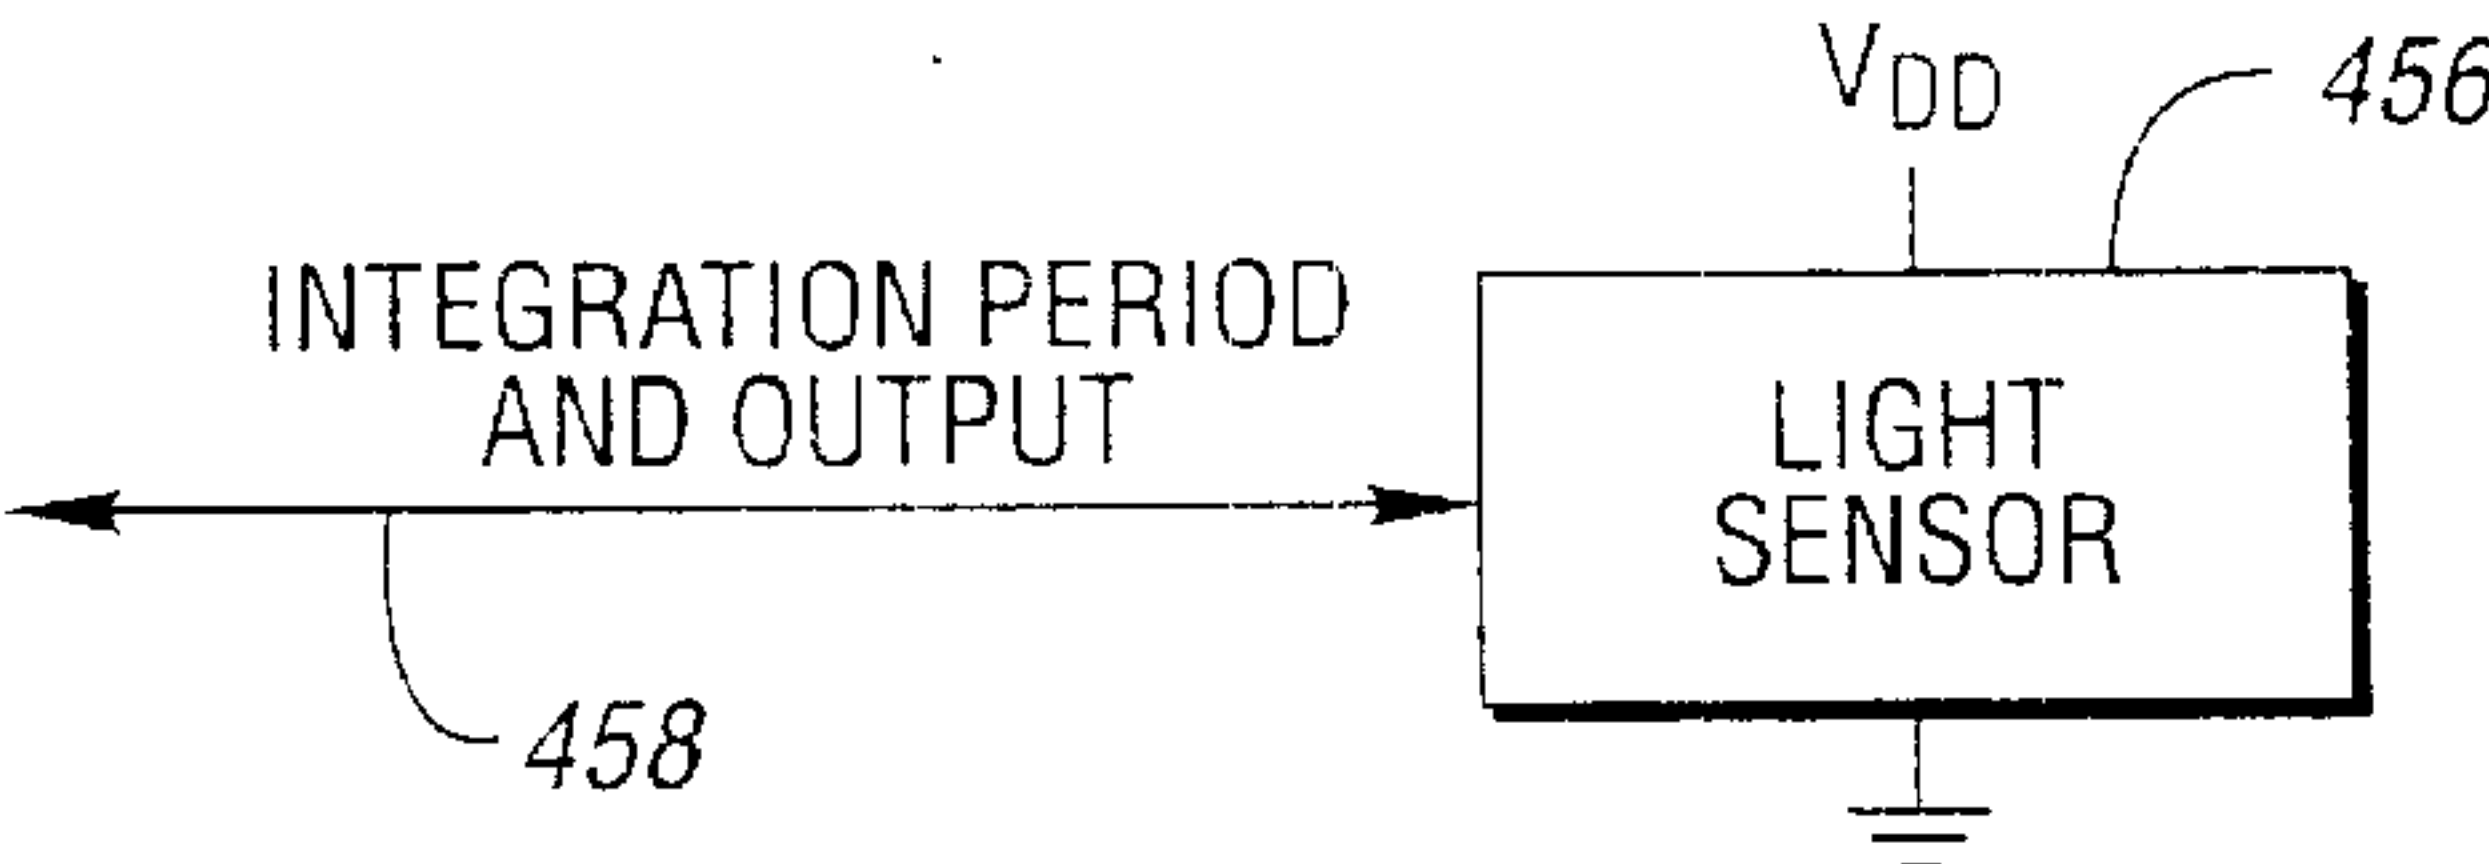 VDD
456
INTEGRATION PERIOD
AND OUTPUT
LIGHT
SENSOR
458